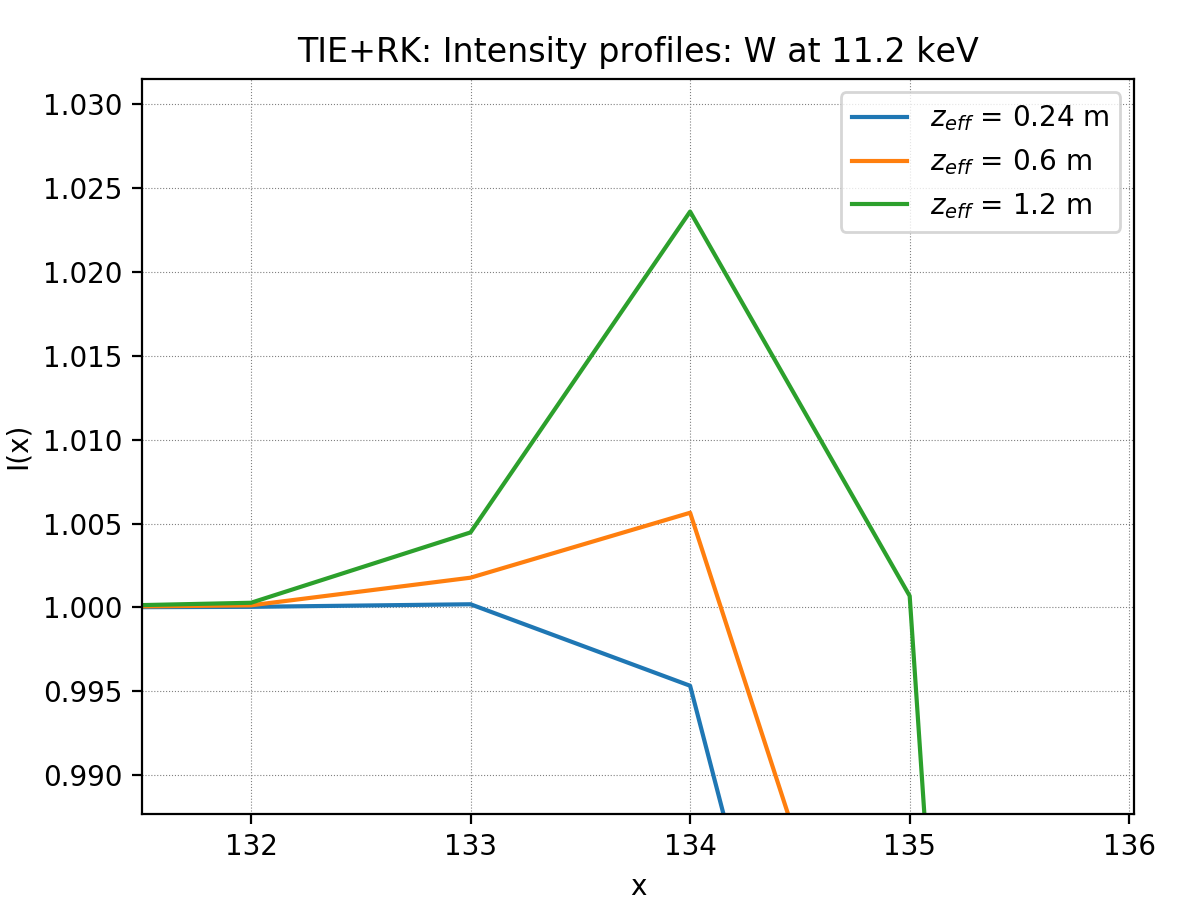 TIE+RK: Intensity profiles: W at 11.2 keV
1.030
1.025
1.020
1.015
1.010
1.005
1.000
0.995
0.990
I(x)
z_eff = 0.24 m
z_eff = 0.6 m
z_eff = 1.2 m
132 133 134 135 136
x